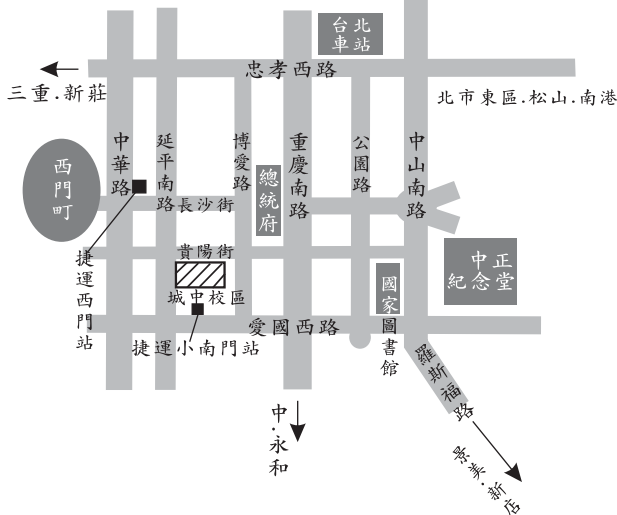 台北
車站
忠孝西路
三重.新莊
北市東區.松山.南港
中華路
延平南路
博愛路
重慶南路
公園路
中山南路
西門町
總統府
長沙街
貴陽街
捷運西門站
城中校區
中正
紀念堂
國家圖書館
愛國西路
捷運小南門站
羅斯福路
中.永和
景美.新店